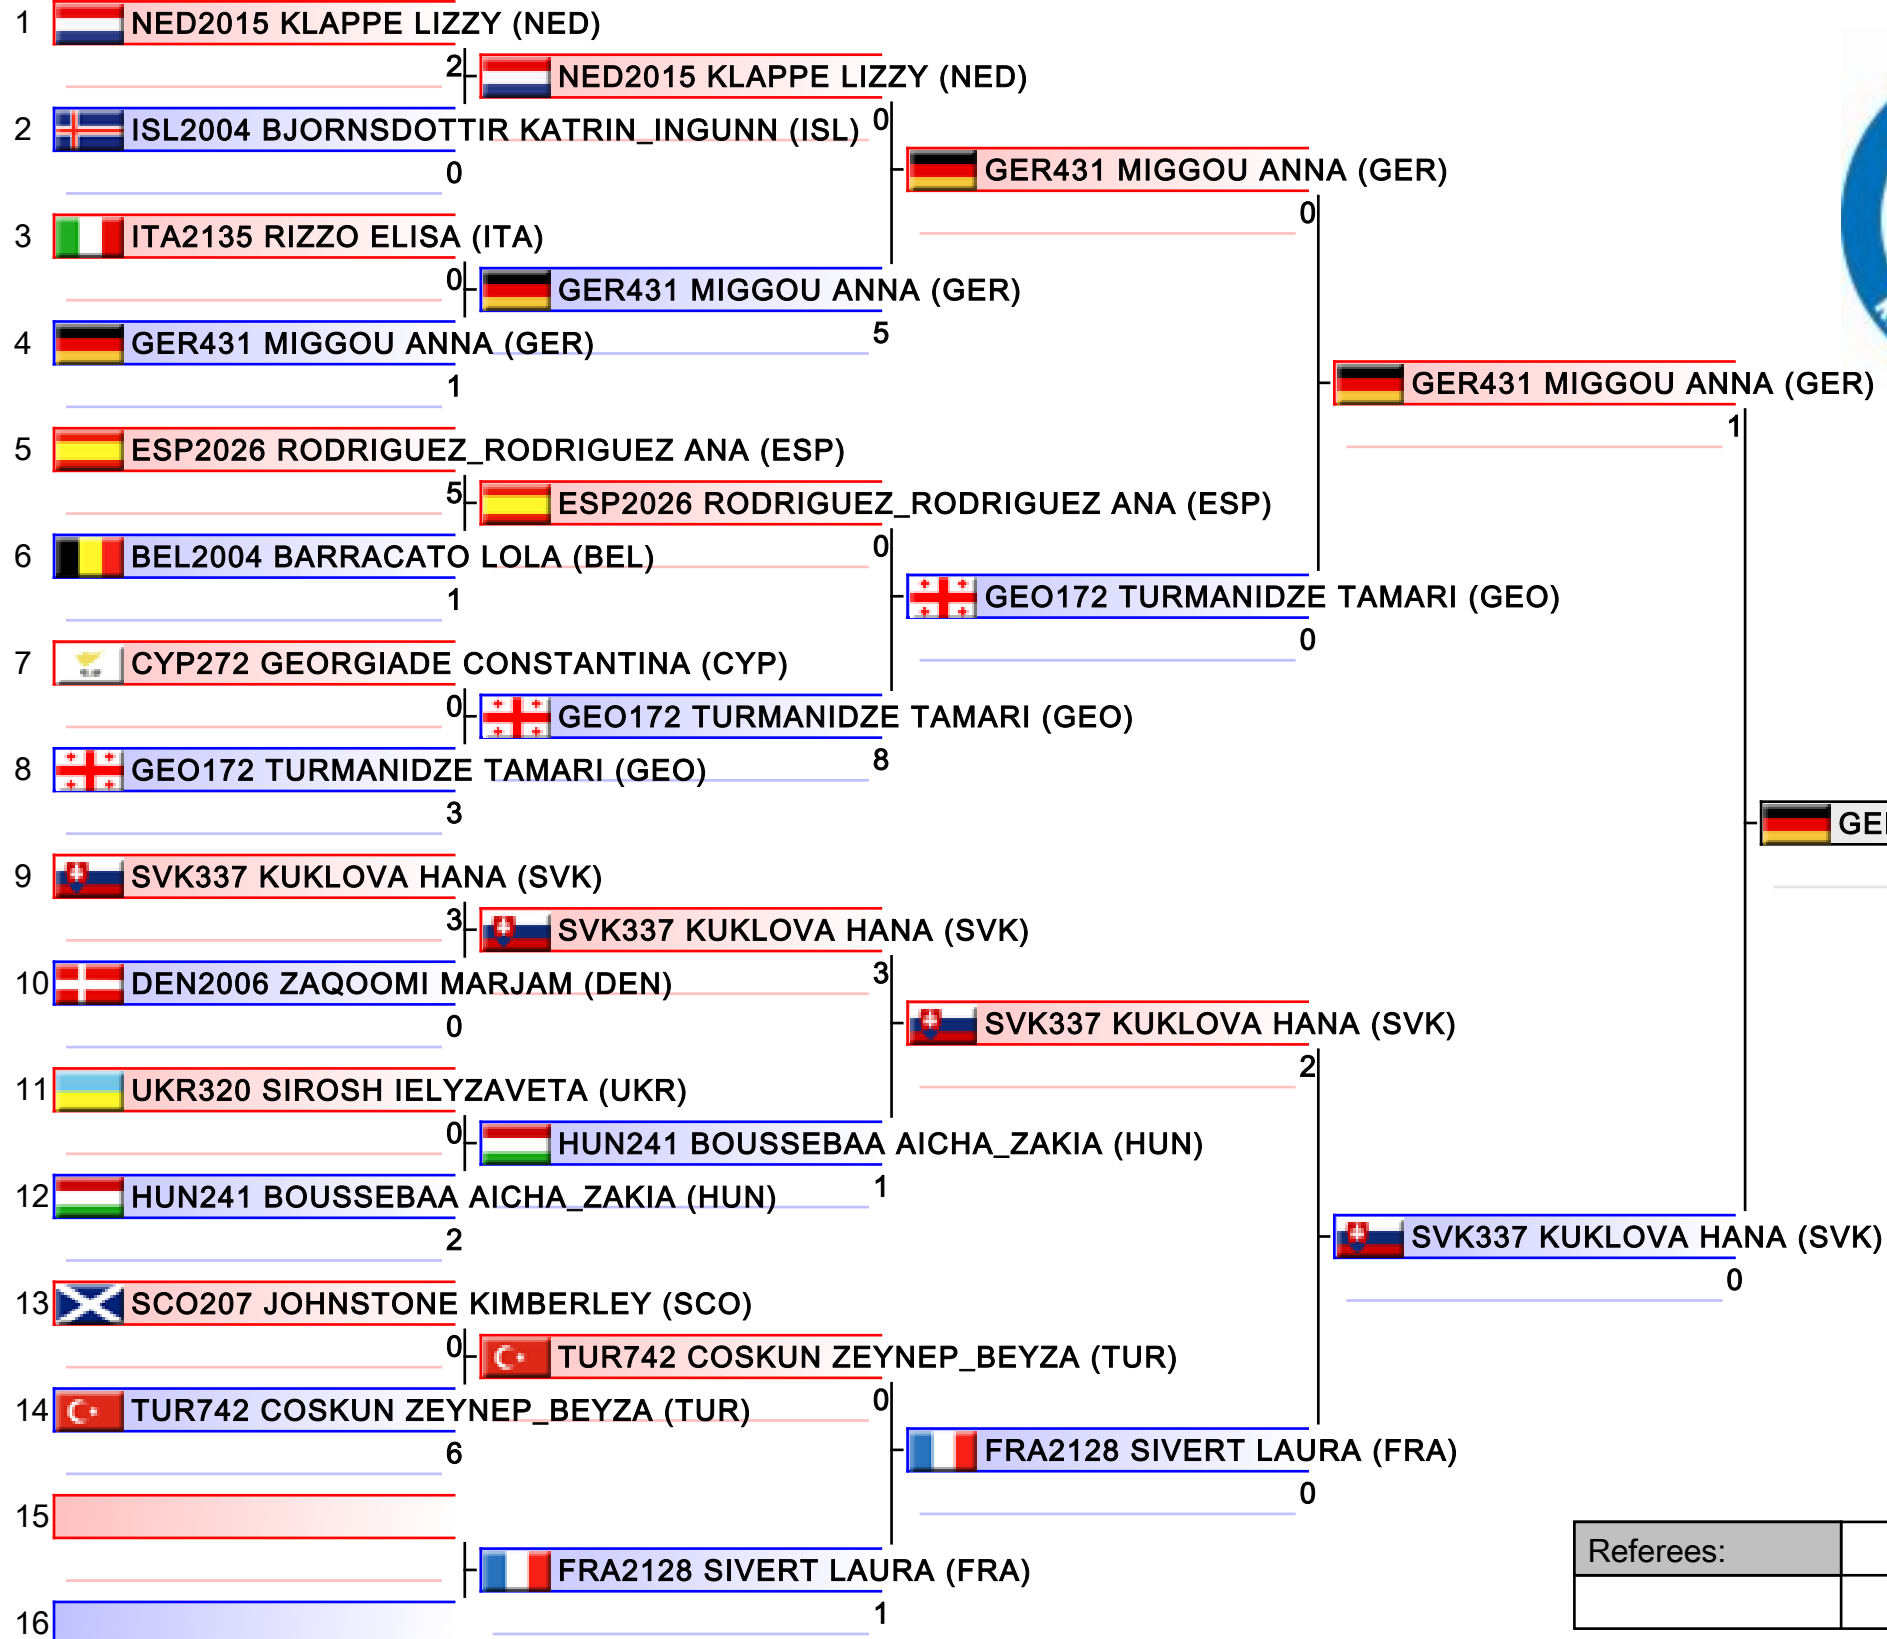 1 NED2015 KLAPPE LIZZY (NED)
2 NED2015 KLAPPE LIZZY (NED)
2 ISL2004 BJORNSDOTTIR KATRIN_INGUNN (ISL) 0
0 GER431 MIGGOU ANNA (GER)
0
3 ITA2135 RIZZO ELISA (ITA)
0 GER431 MIGGOU ANNA (GER)
4 GER431 MIGGOU ANNA (GER) 5
1 GER431 MIGGOU ANNA (GER)
1
5 ESP2026 RODRIGUEZ_RODRIGUEZ ANA (ESP)
5 ESP2026 RODRIGUEZ_RODRIGUEZ ANA (ESP)
6 BEL2004 BARRACATO LOLA (BEL) 0
1 GEO172 TURMANIDZE TAMARI (GEO)
0
7 CYP272 GEORGIADE CONSTANTINA (CYP)
0 GEO172 TURMANIDZE TAMARI (GEO)
8 GEO172 TURMANIDZE TAMARI (GEO) 8
3
9 SVK337 KUKLOVA HANA (SVK)
3 SVK337 KUKLOVA HANA (SVK)
10 DEN2006 ZAQOOMI MARJAM (DEN) 3
0 SVK337 KUKLOVA HANA (SVK)
2
11 UKR320 SIROSH IELYZAVETA (UKR)
0 HUN241 BOUSSEBAA AICHA_ZAKIA (HUN)
12 HUN241 BOUSSEBAA AICHA_ZAKIA (HUN) 1
2 SVK337 KUKLOVA HANA (SVK)
0
13 SCO207 JOHNSTONE KIMBERLEY (SCO)
0 TUR742 COSKUN ZEYNEP_BEYZA (TUR)
14 TUR742 COSKUN ZEYNEP_BEYZA (TUR) 0
6 FRA2128 SIVERT LAURA (FRA)
0
15
Referees:
FRA2128 SIVERT LAURA (FRA)
16 1